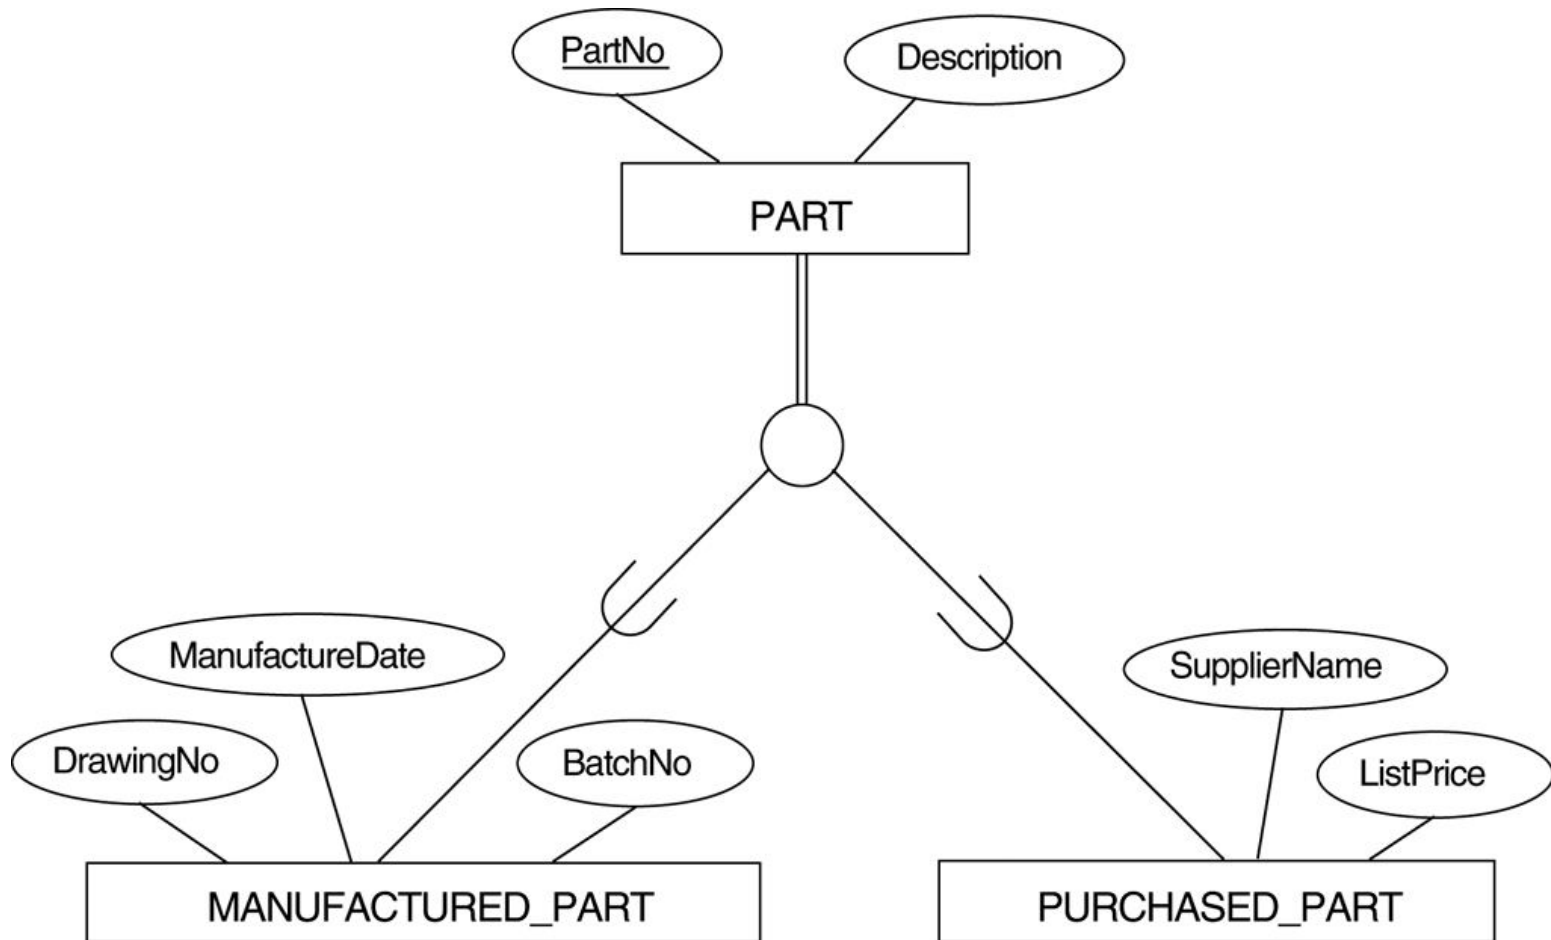 PartNo
Description
PART
ManufactureDate
SupplierName
DrawingNo
BatchNo
ListPrice
MANUFACTURED_PART
PURCHASED_PART